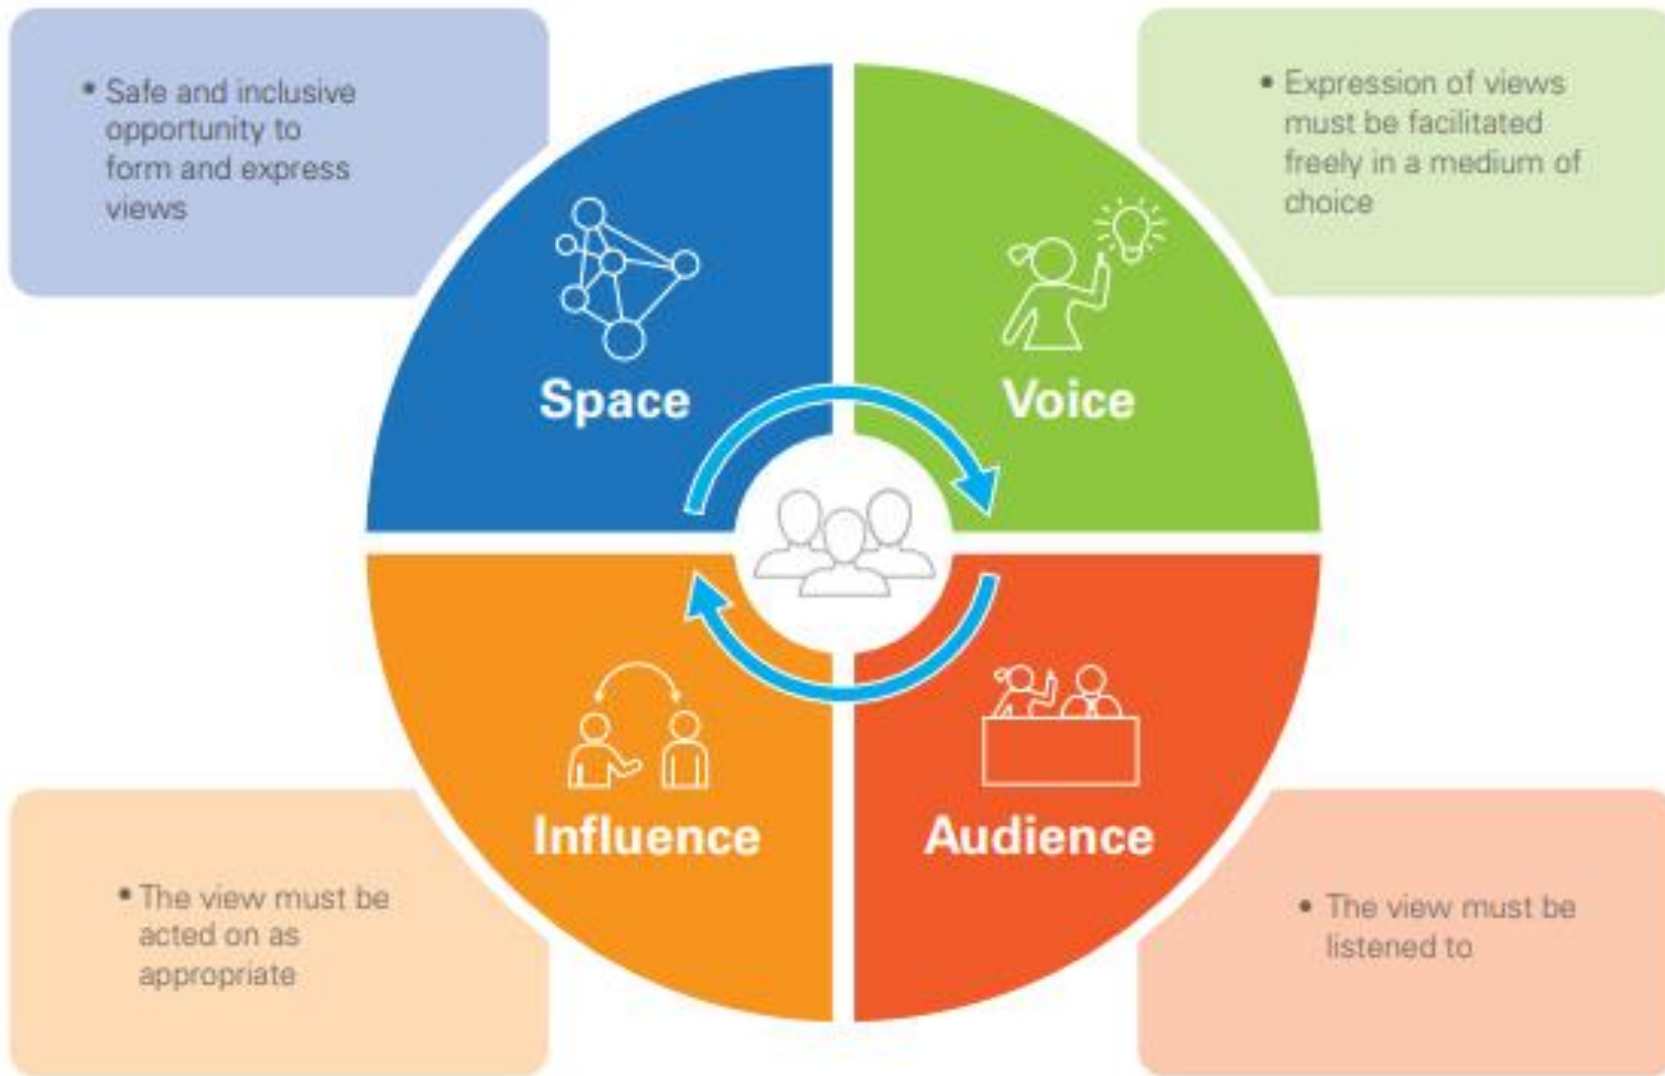 • Safe and inclusive
opportunity to
form and express
views
• Expression of views
must be facilitated
freely in a medium of
choice
Space
Voice
Influence
Audience
• The view must be
acted on as
appropriate
• The view must be
listened to